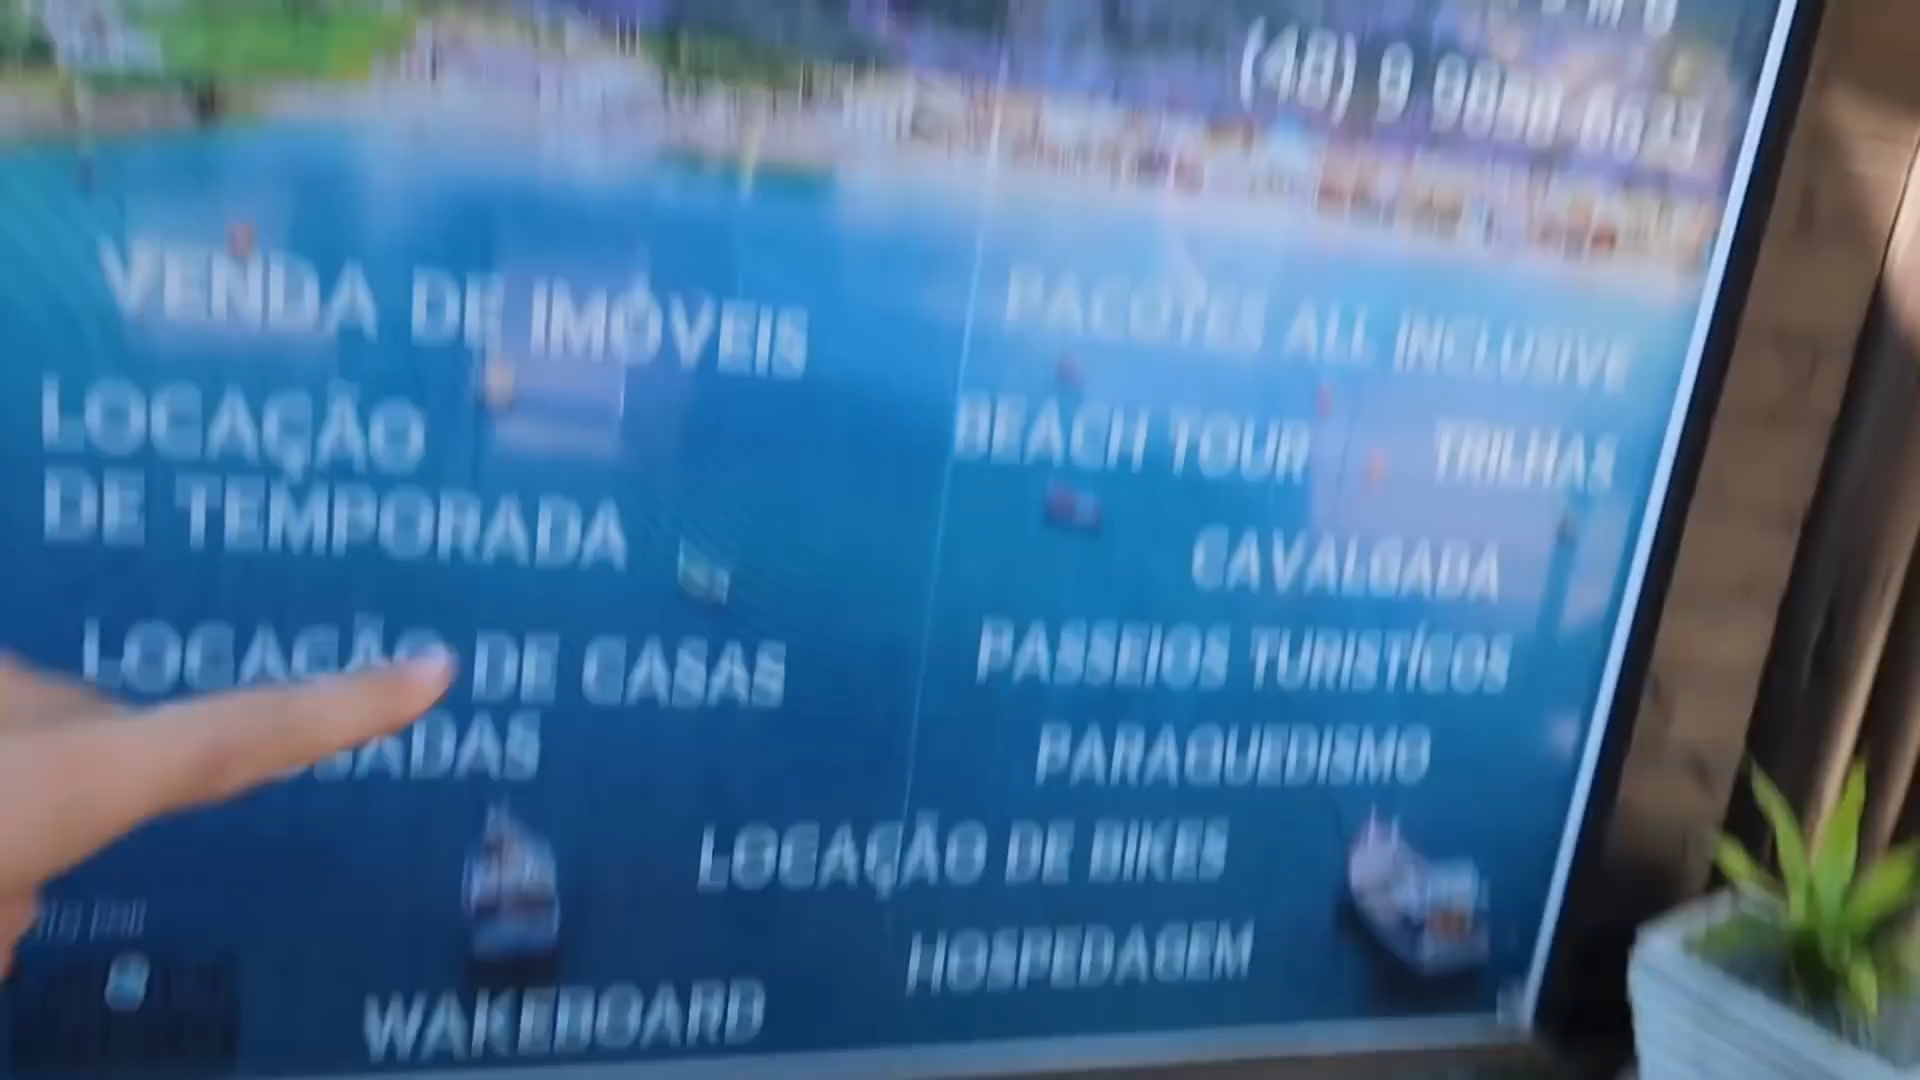 (48) 9
VENDA DE IMÓVEIS
LOCAÇÃO
DE TEMPORADA
LOCAÇÃO DE CASAS
PACOTES ALL INCLUSIVE
BEACH TOUR
TRILHAS
CAVALGADA
PASSEIOS TURISTÍCOS
PARAQUEDISMO
LOCAÇÃO DE BIKES
HOSPEDAGEM
WAKEBOARD